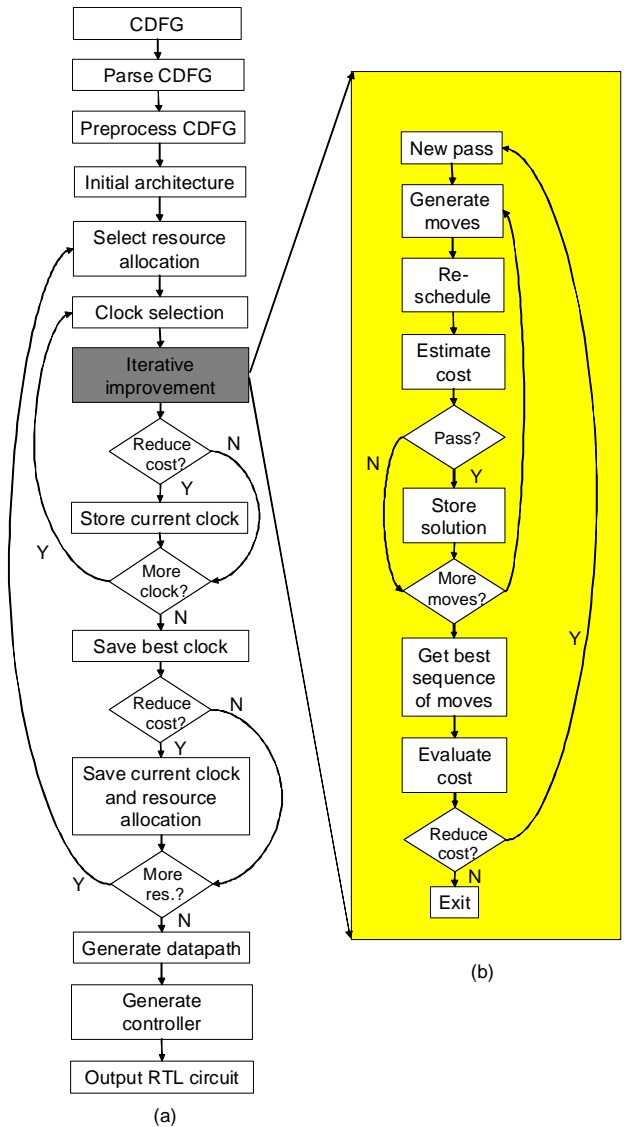 CDFG
Parse CDFG
Preprocess CDFG
Initial architecture
Select resource
allocation
Clock selection
Iterative
improvement
Reduce
cost?
N
Y
Store current clock
Y
More
clock?
N
Save best clock
Reduce
cost?
N
Y
Save current clock
and resource
allocation
Y
More
res.?
N
Generate datapath
Generate
controller
Output RTL circuit
(a)
New pass
Generate
moves
Re-
schedule
Estimate
cost
Pass?
N
Y
Store
solution
More
moves?
Get best
sequence
of moves
Y
Evaluate
cost
Reduce
cost?
N
Exit
(b)